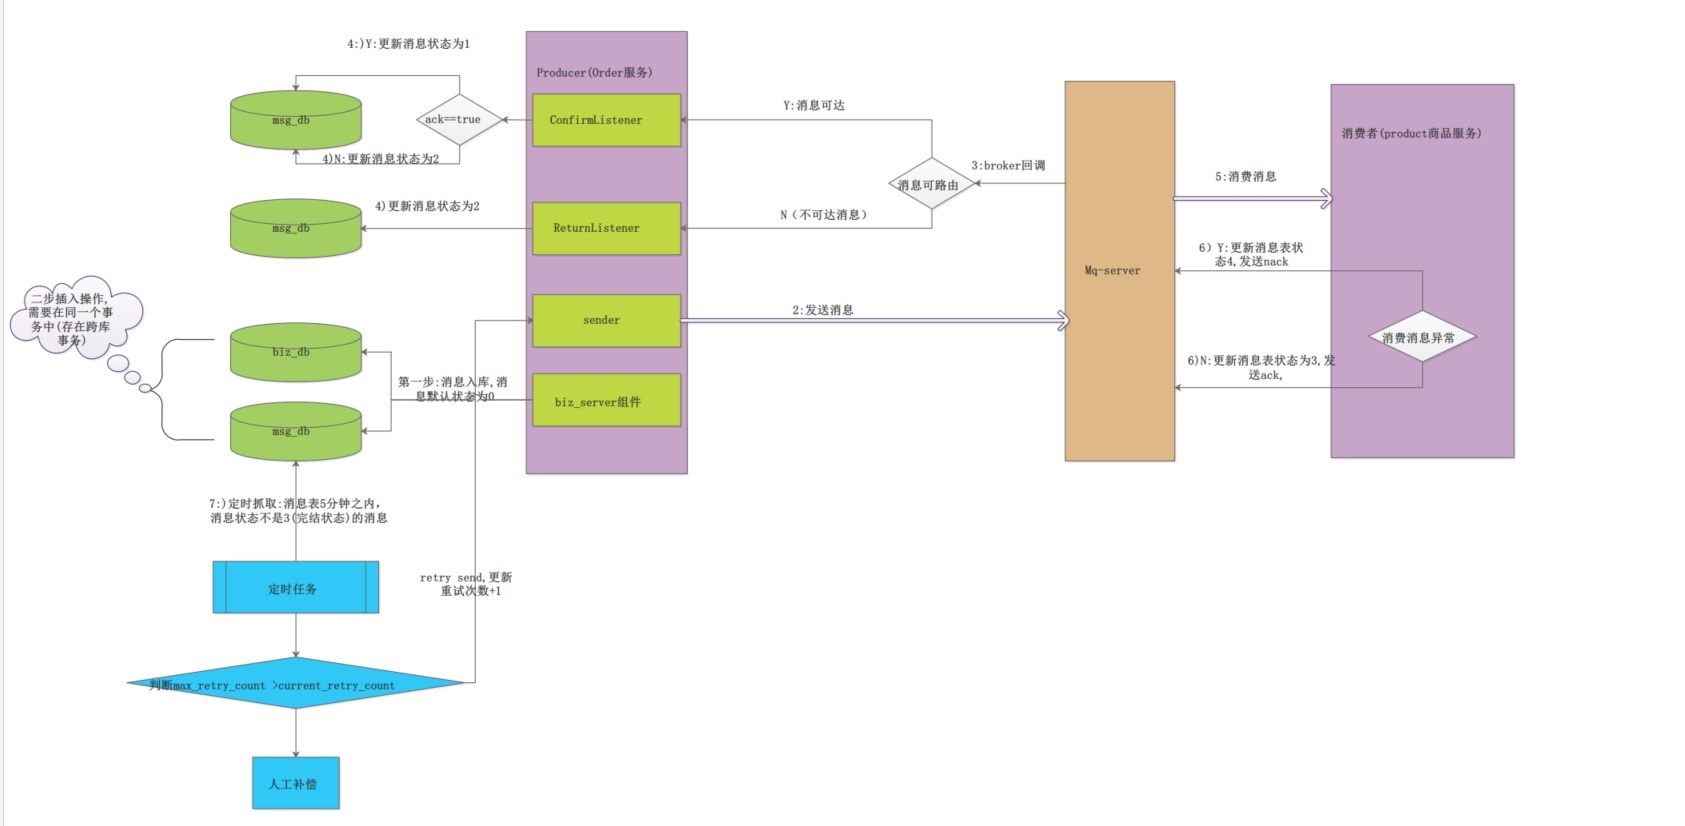 4:)Y:更新消息状态为1
Producer(Order服务)
msg_db
ack==true
ConfirmListener
Y:消息可达
4)N:更新消息状态为2
3:broker回调
消息可路由
消费者(product商品服务)
5:消费消息
4)更新消息状态为2
msg_db
ReturnListener
N（不可达消息）
6）Y:更新消息表状
态4,发送nack
Mq-server
二步插入操作,
需要在同一个事
务中(存在跨库
事务)
sender
2:发送消息
消费消息异常
biz_db
6)N:更新消息表状态为3,发
送ack,
第一步:消息入库,消
息默认状态为0
biz_server组件
msg_db
7:)定时抓取:消息表5分钟之内,
消息状态不是3(完结状态)的消息
定时任务
retry send,更新
重试次数+1
判断max_retry_count >current_retry_count
人工补偿